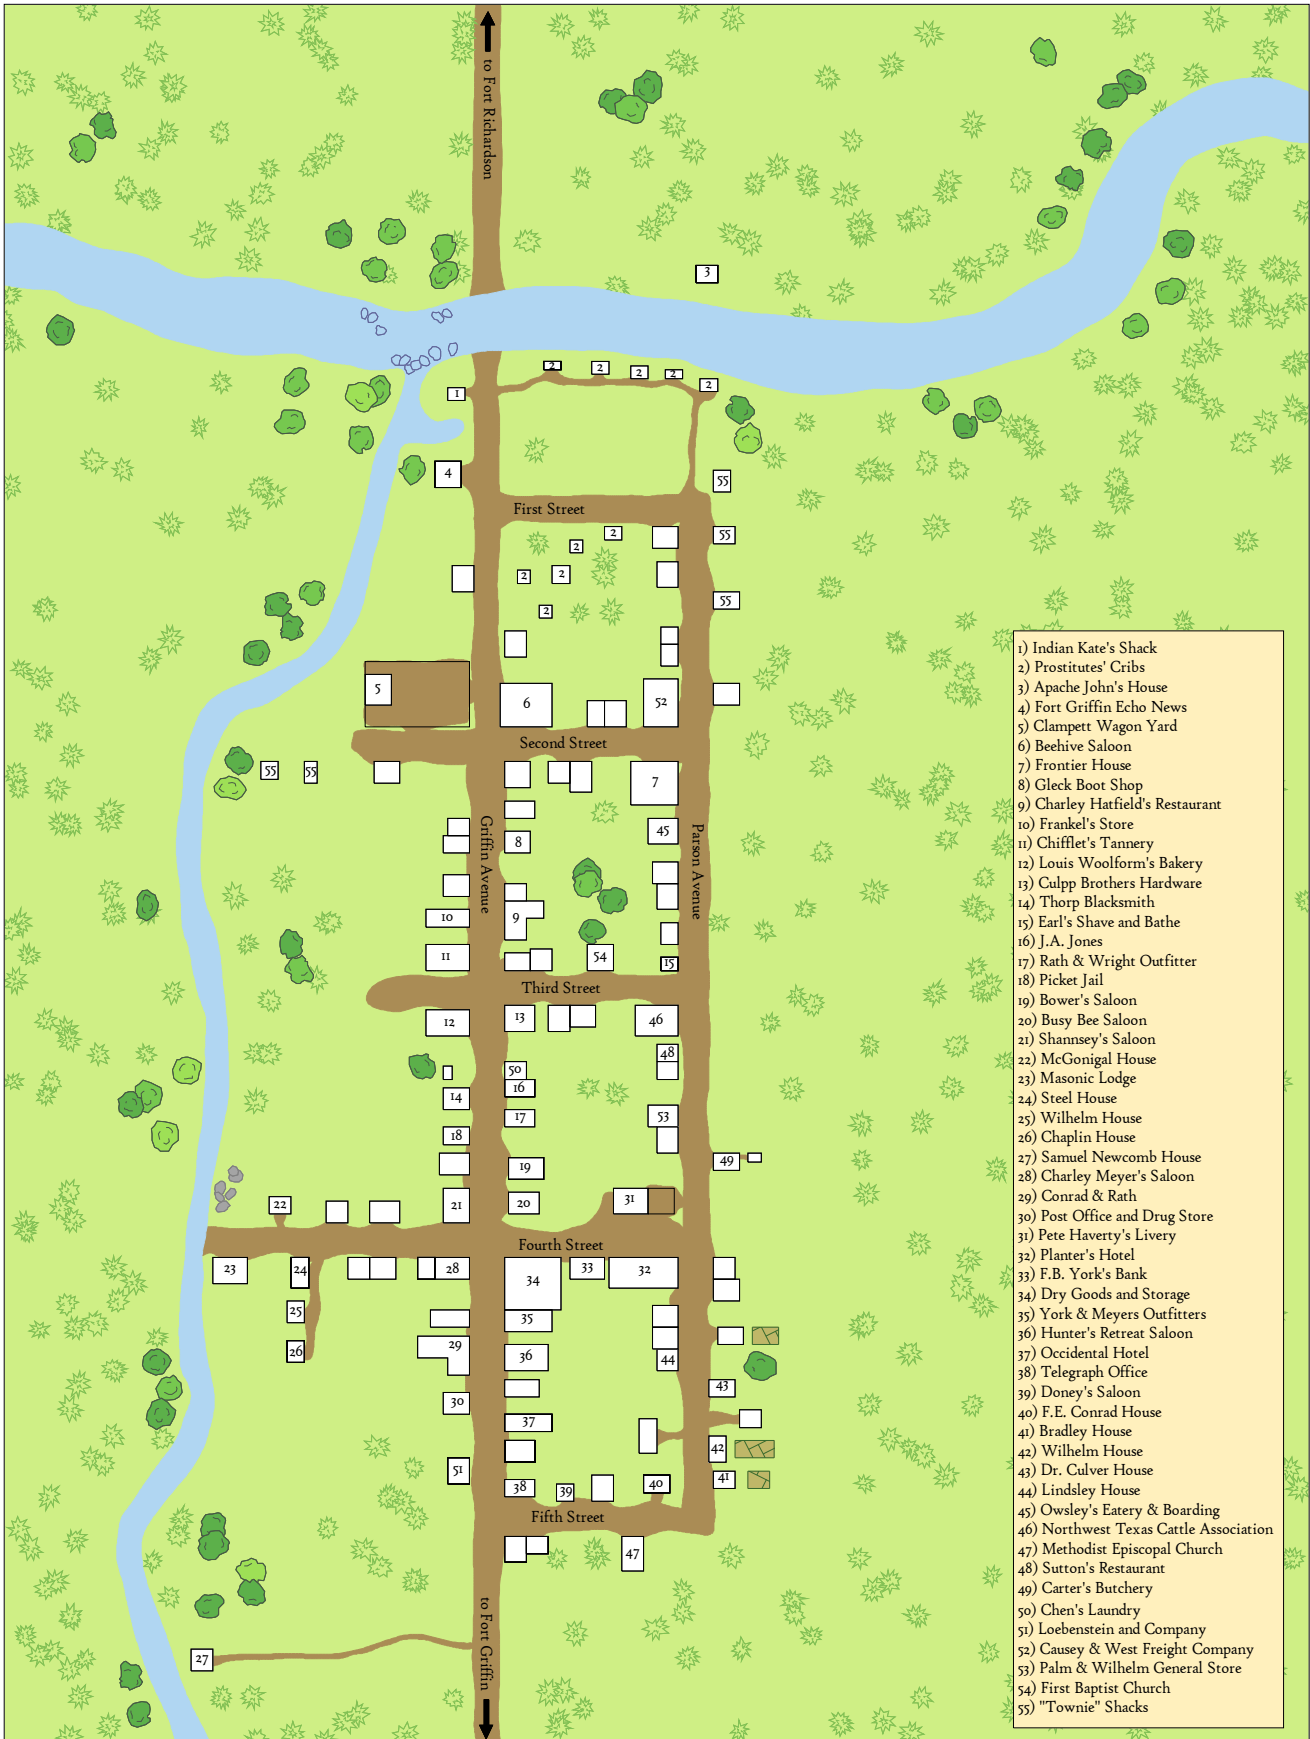 to Fort Richardson
3
2
2
2
2
2
1
4
55
First Street
2
55
2
2
2
55
2
5
6
52
Second Street
55
55
7
Griffin Avenue
Parson Avenue
45
8
10
9
11
54
15
Third Street
12
13
46
48
50
16
14
17
53
18
49
19
22
21
20
31
Fourth Street
23
24
28
34
33
32
25
35
26
29
36
44
43
30
37
42
51
41
38
39
40
Fifth Street
47
to Fort Griffin
27
1) Indian Kate's Shack
2) Prostitutes' Cribs
3) Apache John's House
4) Fort Griffin Echo News
5) Clampett Wagon Yard
6) Beehive Saloon
7) Frontier House
8) Gleck Boot Shop
9) Charley Hatfield's Restaurant
10) Frankel's Store
11) Chifflet's Tannery
12) Louis Woolform's Bakery
13) Culpp Brothers Hardware
14) Thorp Blacksmith
15) Earl's Shave and Bathe
16) J.A. Jones
17) Rath & Wright Outfitter
18) Picket Jail
19) Bower's Saloon
20) Busy Bee Saloon
21) Shannsey's Saloon
22) McGonigal House
23) Masonic Lodge
24) Steel House
25) Wilhelm House
26) Chaplin House
27) Samuel Newcomb House
28) Charley Meyer's Saloon
29) Conrad & Rath
30) Post Office and Drug Store
31) Pete Haverty's Livery
32) Planter's Hotel
33) F.B. York's Bank
34) Dry Goods and Storage
35) York & Meyers Outfitters
36) Hunter's Retreat Saloon
37) Occidental Hotel
38) Telegraph Office
39) Doney's Saloon
40) F.E. Conrad House
41) Bradley House
42) Wilhelm House
43) Dr. Culver House
44) Lindsley House
45) Owsley's Eatery & Boarding
46) Northwest Texas Cattle Association
47) Methodist Episcopal Church
48) Sutton's Restaurant
49) Carter's Butchery
50) Chen's Laundry
51) Loebenstein and Company
52) Causey & West Freight Company
53) Palm & Wilhelm General Store
54) First Baptist Church
55) "Townie" Shacks